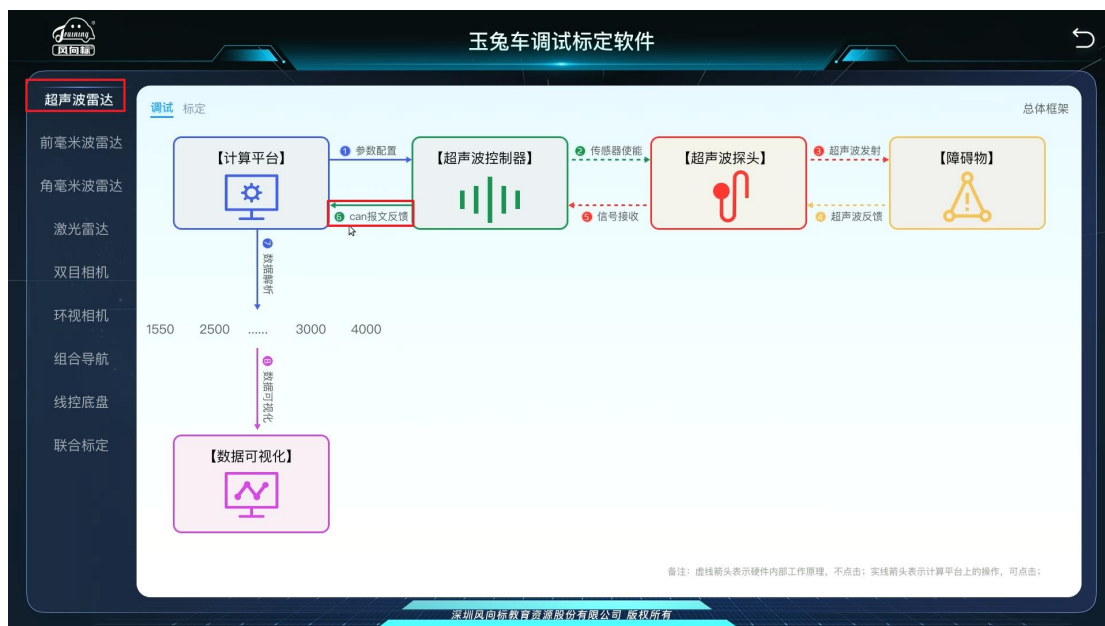 Training
风向标
玉兔车调试标定软件
超声波雷达
前毫米波雷达
角毫米波雷达
激光雷达
双目相机
环视相机
组合导航
线控底盘
联合标定
调试 标定
总体框架
【计算平台】
1 参数配置
【超声波控制器】
2 传感器使能
【超声波探头】
3 超声波发射
【障碍物】
6 can报文反馈
5 信号接收
4 超声波反馈
7 数据解析
1550 2500 ...... 3000 4000
8 数据可视化
【数据可视化】
备注：虚线箭头表示硬件内部工作原理，不点击；实线箭头表示计算平台上的操作，可点击；
深圳风向标教育资源股份有限公司 版权所有